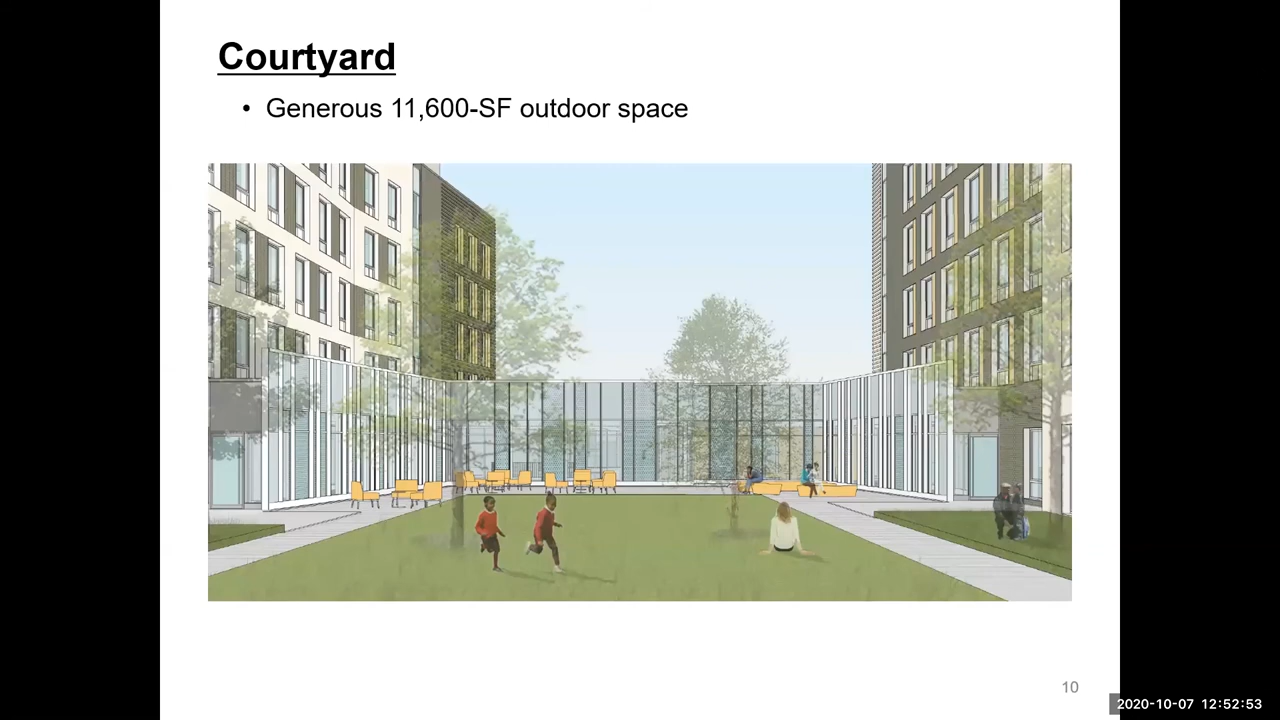 Courtyard
• Generous 11,600-SF outdoor space
10
2020-10-07 12:52:53